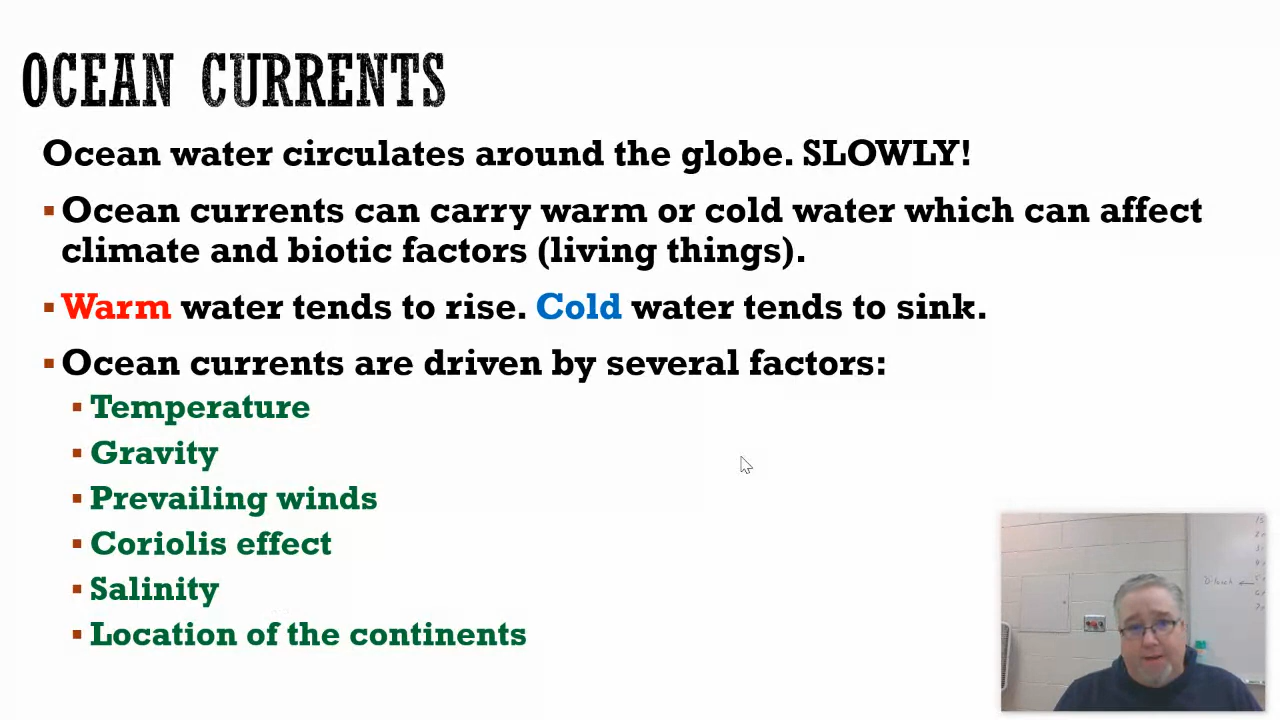 OCEAN CURRENTS
Ocean water circulates around the globe. SLOWLY!
▪ Ocean currents can carry warm or cold water which can affect
climate and biotic factors (living things).
▪ Warm water tends to rise. Cold water tends to sink.
▪ Ocean currents are driven by several factors:
▪ Temperature
▪ Gravity
▪ Prevailing winds
▪ Coriolis effect
▪ Salinity
▪ Location of the continents